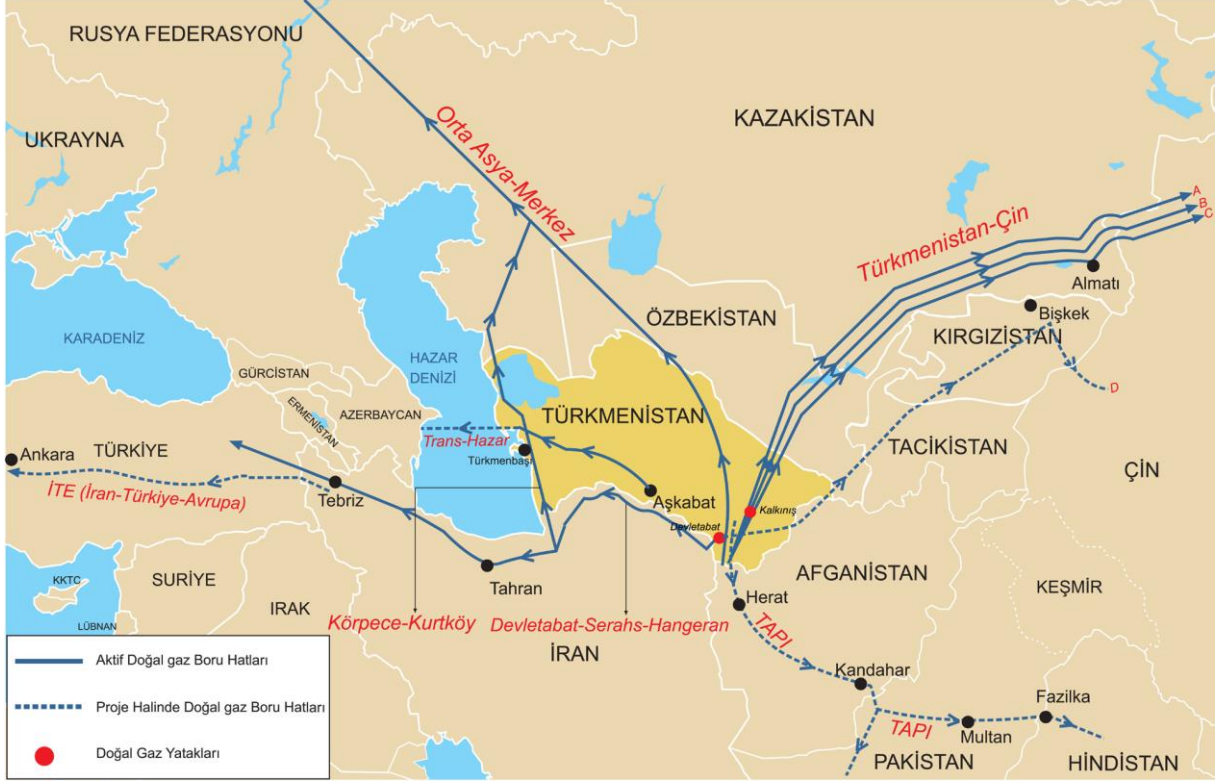 RUSYA FEDERASYONU
UKRAYNA
KAZAKİSTAN
Orta Asya-Merkez
Türkmenistan-Çin
A
B
C
Almatı
Bişkek
KIRGIZİSTAN
ÖZBEKİSTAN
KARADENİZ
HAZAR
DENİZİ
GÜRCİSTAN
ERMENİSTAN
AZERBAYCAN
TÜRKMENİSTAN
D
TACİKİSTAN
ÇİN
Trans-Hazar
Türkmenbaşı
Ankara
TÜRKİYE
İTE (İran-Türkiye-Avrupa)
Tebriz
Aşkabat
Kalkınış
Devletabat
Tahran
AFGANİSTAN
KEŞMİR
Herat
SURİYE
KKTC
LÜBNAN
IRAK
Körpece-Kurtköy
Devletabat-Serahs-Hangeran
TAPI
İRAN
Kandahar
Fazilka
TAPI
Multan
PAKİSTAN
HİNDİSTAN
Aktif Doğal gaz Boru Hatları
Proje Halinde Doğal gaz Boru Hatları
Doğal Gaz Yatakları